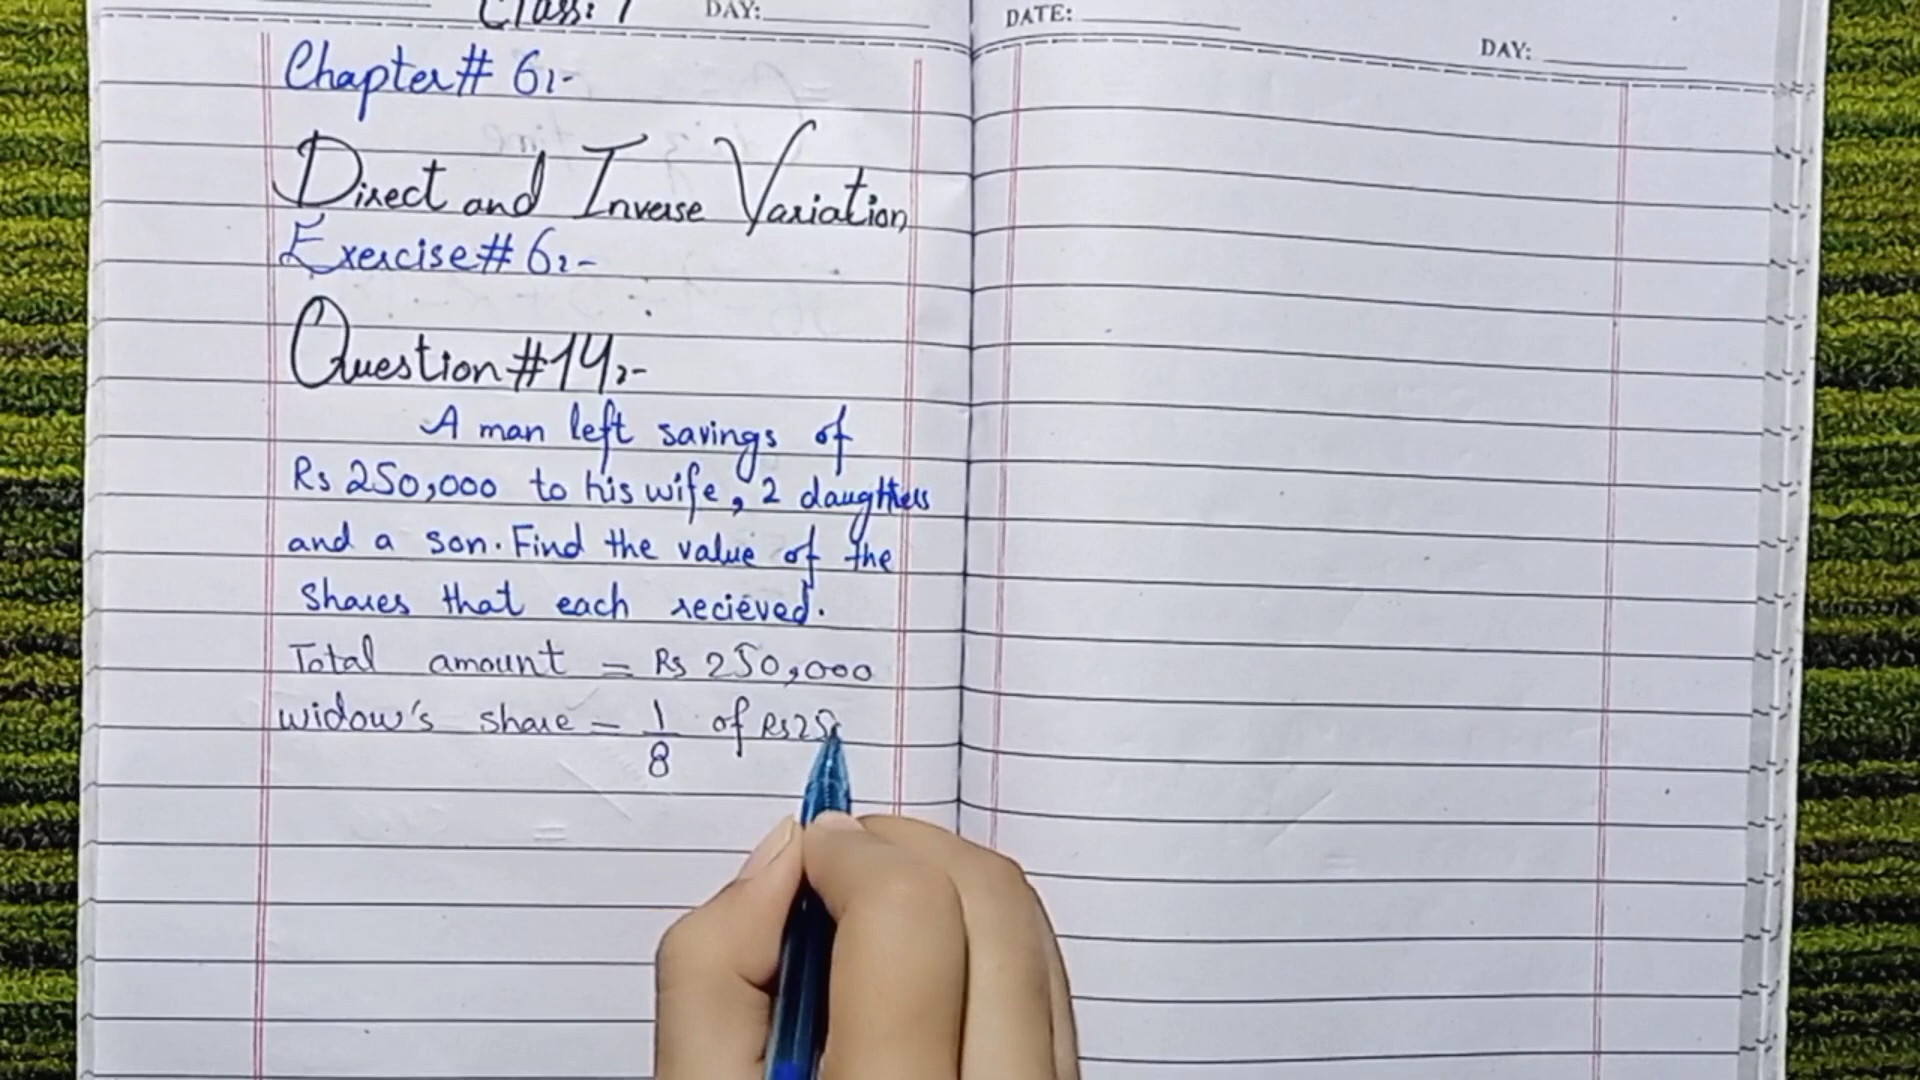 Class: 7 DAY:
DATE:
DAY:
Chapter# 6:-
Direct and Inverse Variation
Exercise# 6:-
Question#14:-
A man left savings of
Rs 250,000 to his wife, 2 daughters
and a son. Find the value of the
shares that each recieved.
Total amount = Rs 250,000
widow's share = 1/8 of Rs 250